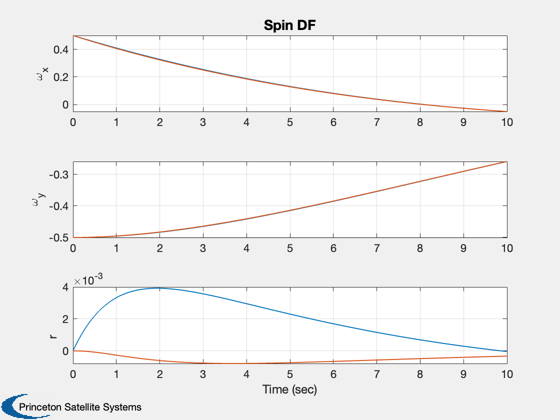 Spin DF
0.4
0.2
0
ωx
0 1 2 3 4 5 6 7 8 9 10
-0.3
-0.4
-0.5
ωy
0 1 2 3 4 5 6 7 8 9 10
×10⁻³
4
2
0
r
0 1 2 3 4 5 6 7 8 9 10
Time (sec)
Princeton Satellite Systems